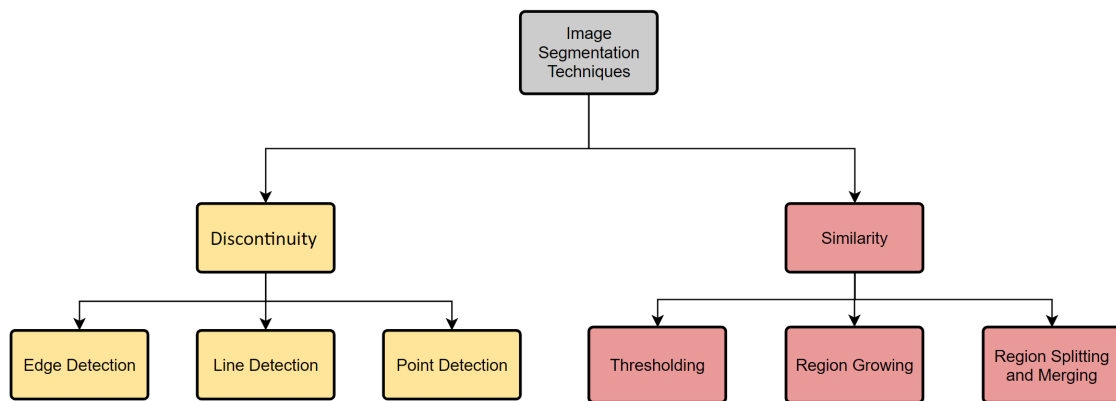 Image
Segmentation
Techniques
Discontinuity
Similarity
Edge Detection
Line Detection
Point Detection
Thresholding
Region Growing
Region Splitting
and Merging